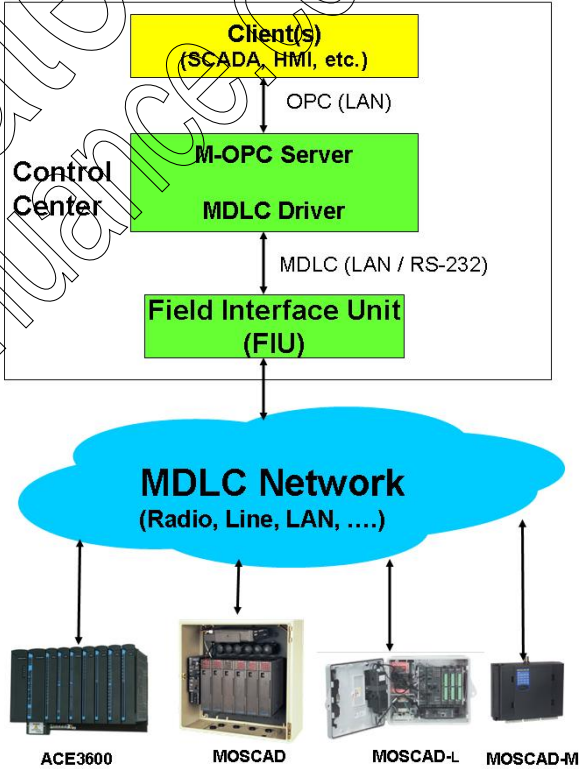 Client(s)
(SCADA, HMI, etc.)
OPC (LAN)
M-OPC Server
Control
Center
MDLC Driver
MDLC (LAN / RS-232)
Field Interface Unit
(FIU)
MDLC Network
(Radio, Line, LAN, ....)
ACE3600
MOSCAD
MOSCAD-L
MOSCAD-M